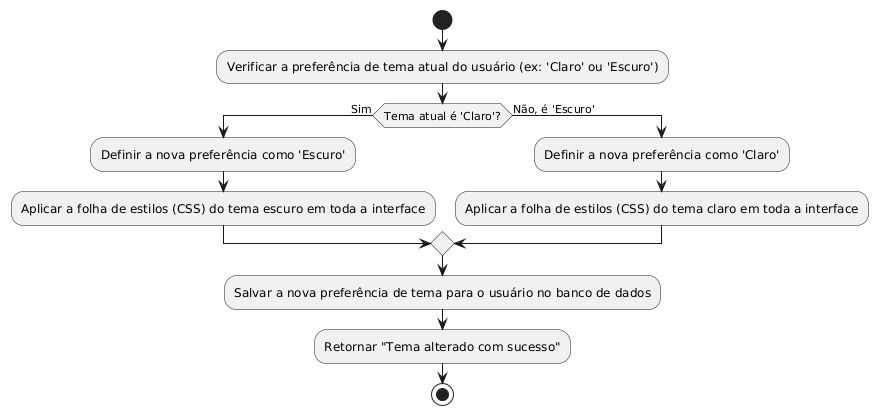 Verificar a preferência de tema atual do usuário (ex: 'Claro' ou 'Escuro')
Tema atual é 'Claro'?
Sim
Não, é 'Escuro'
Definir a nova preferência como 'Escuro'
Aplicar a folha de estilos (CSS) do tema escuro em toda a interface
Definir a nova preferência como 'Claro'
Aplicar a folha de estilos (CSS) do tema claro em toda a interface
Salvar a nova preferência de tema para o usuário no banco de dados
Retornar "Tema alterado com sucesso"